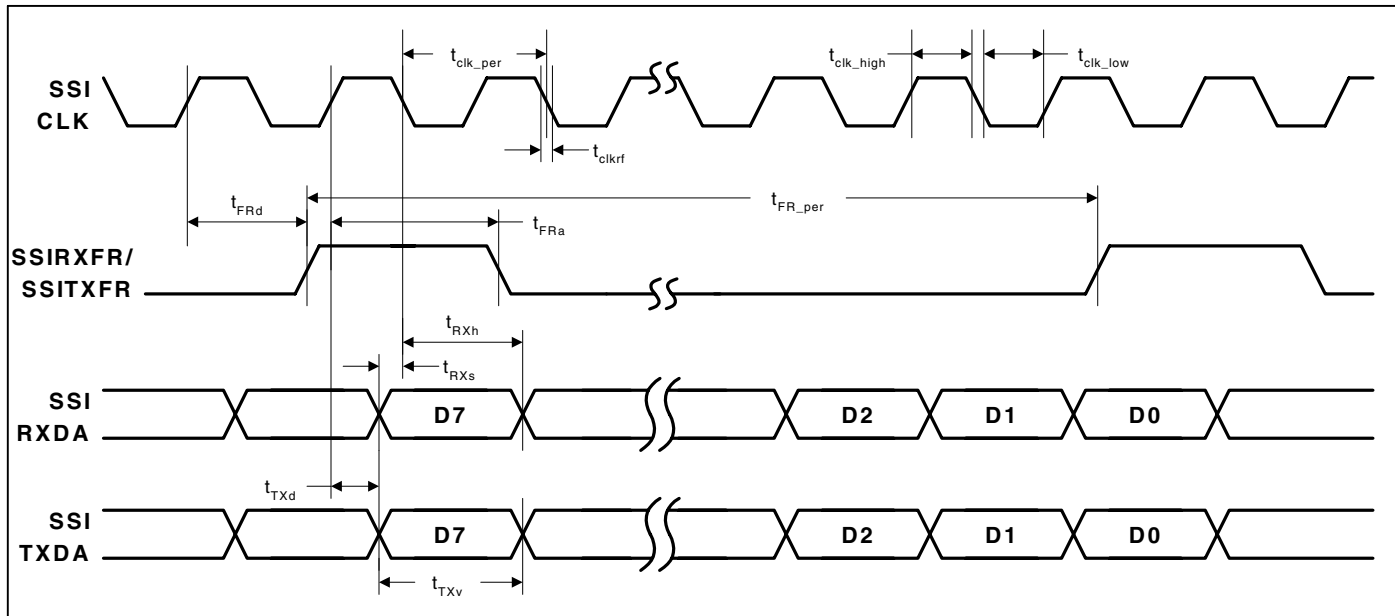 t_clk_per
t_clk_high
t_clk_low
SSI
CLK
t_clkrf
t_FRd
t_FR_per
t_FRa
SSIRXFR/
SSITXFR
t_RXh
t_RXs
SSI
RXDA
D7
D2
D1
D0
t_TXd
SSI
TXDA
D7
D2
D1
D0
t_TXv